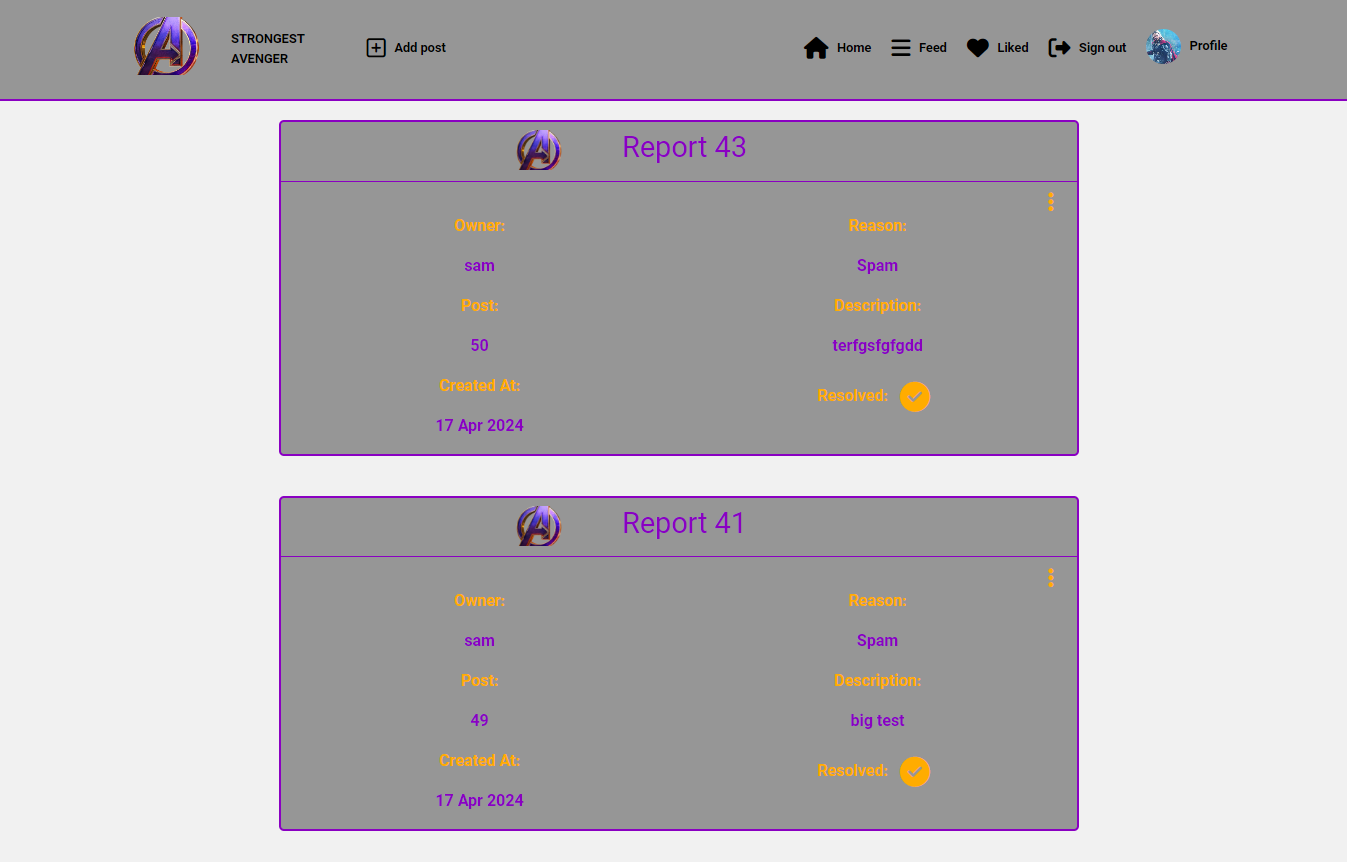 STRONGEST
AVENGER
Add post
Home
Feed
Liked
Sign out
Profile
Report 43
Owner:
sam
Post:
50
Created At:
17 Apr 2024
Reason:
Spam
Description:
terfgsfgfgdd
Resolved:
Report 41
Owner:
sam
Post:
49
Created At:
17 Apr 2024
Reason:
Spam
Description:
big test
Resolved: